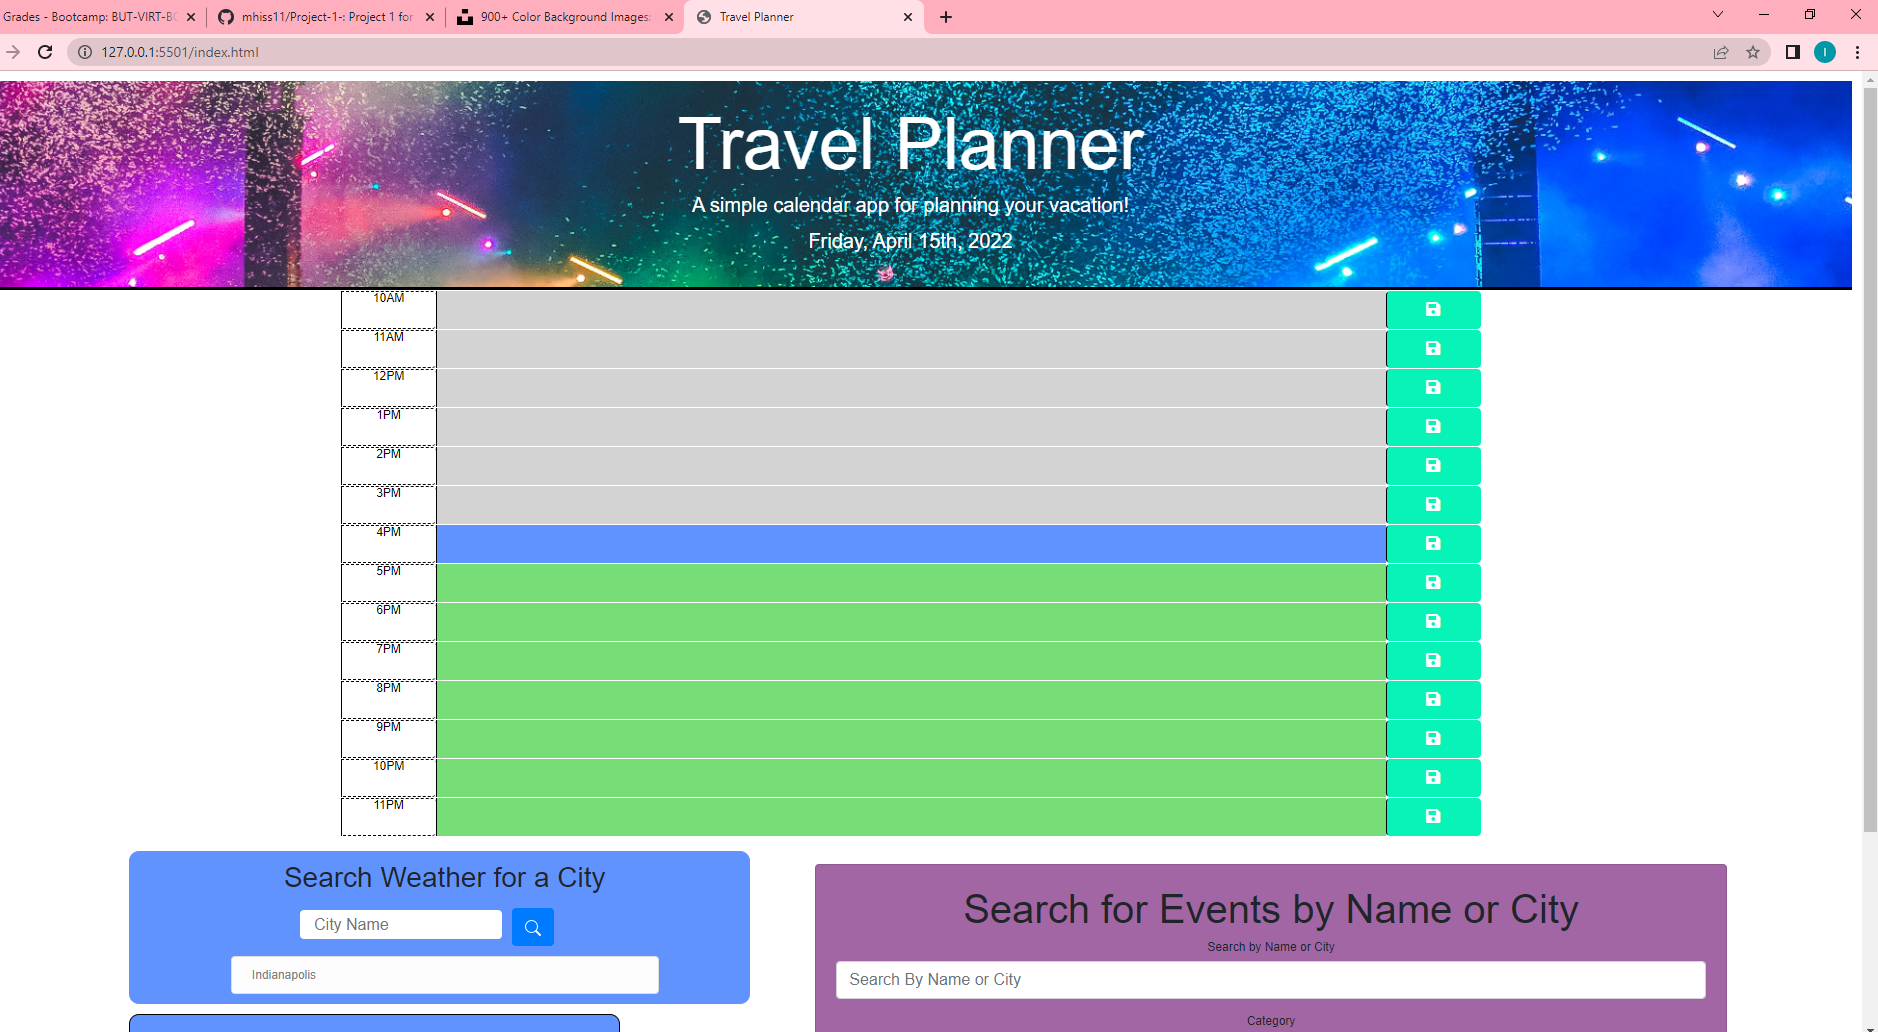 Grades - Bootcamp: BUT-VIRT-BC
mhiss11/Project-1-: Project 1 for
900+ Color Background Images:
Travel Planner
127.0.0.1:5501/index.html
I
Travel Planner
A simple calendar app for planning your vacation!
Friday, April 15th, 2022
10AM
11AM
12PM
1PM
2PM
3PM
4PM
5PM
6PM
7PM
8PM
9PM
10PM
11PM
Search Weather for a City
City Name
Indianapolis
Search for Events by Name or City
Search by Name or City
Search By Name or City
Category